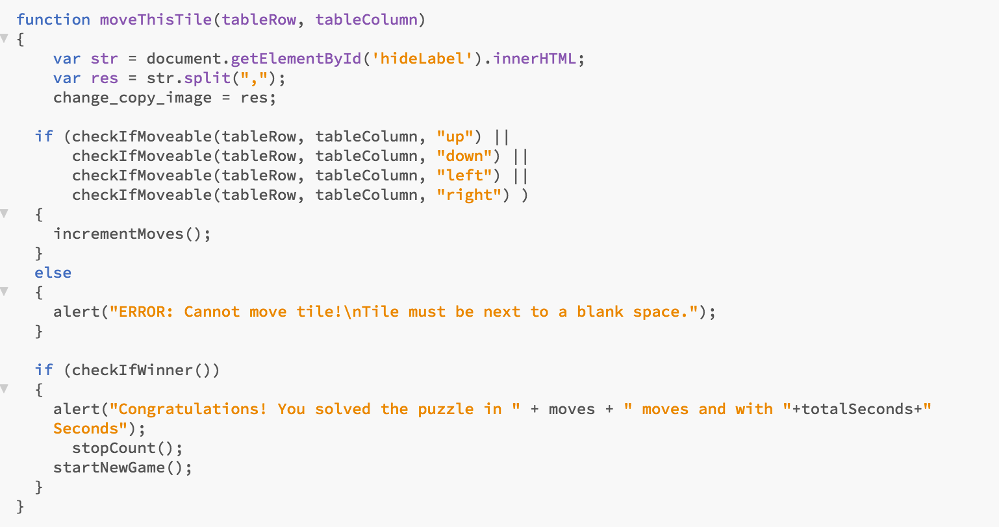 function moveThisTile(tableRow, tableColumn)
{
    var str = document.getElementById('hideLabel').innerHTML;
    var res = str.split(",");
    change_copy_image = res;

  if (checkIfMoveable(tableRow, tableColumn, "up") ||
      checkIfMoveable(tableRow, tableColumn, "down") ||
      checkIfMoveable(tableRow, tableColumn, "left") ||
      checkIfMoveable(tableRow, tableColumn, "right") )
  {
    incrementMoves();
  }
  else
  {
    alert("ERROR: Cannot move tile!\nTile must be next to a blank space.");
  }

  if (checkIfWinner())
  {
    alert("Congratulations! You solved the puzzle in " + moves + " moves and with "+totalSeconds+"
    Seconds");
      stopCount();
    startNewGame();
  }
}